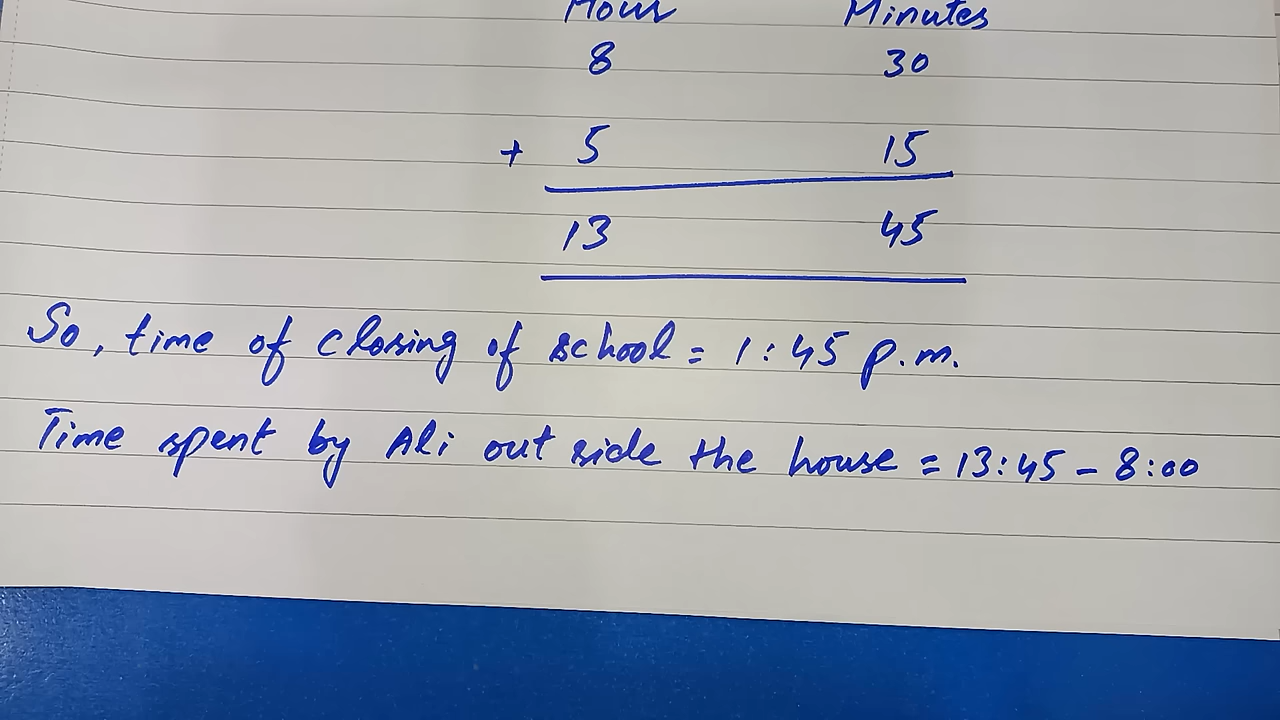 Hour Minutes
8 30
+ 5 15
13 45
So, time of closing of school = 1:45 p.m.
Time spent by Ali out side the house = 13:45 - 8:00